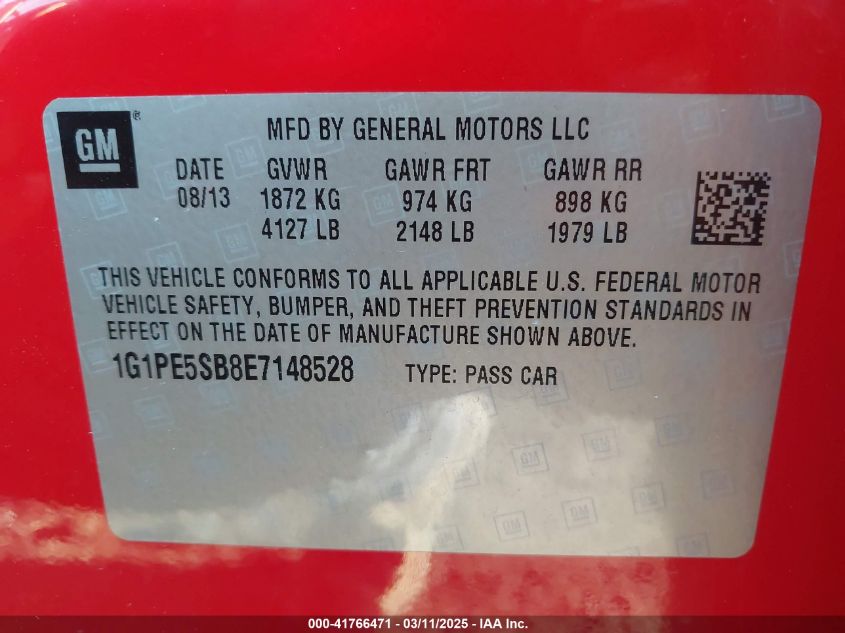 GM
MFD BY GENERAL MOTORS LLC
DATE GVWR GAWR FRT GAWR RR
08/13 1872 KG 974 KG 898 KG
4127 LB 2148 LB 1979 LB
THIS VEHICLE CONFORMS TO ALL APPLICABLE U.S. FEDERAL MOTOR
VEHICLE SAFETY, BUMPER, AND THEFT PREVENTION STANDARDS IN
EFFECT ON THE DATE OF MANUFACTURE SHOWN ABOVE.
1G1PE5SB8E7148528 TYPE: PASS CAR
000-41766471 - 03/11/2025 - IAA Inc.